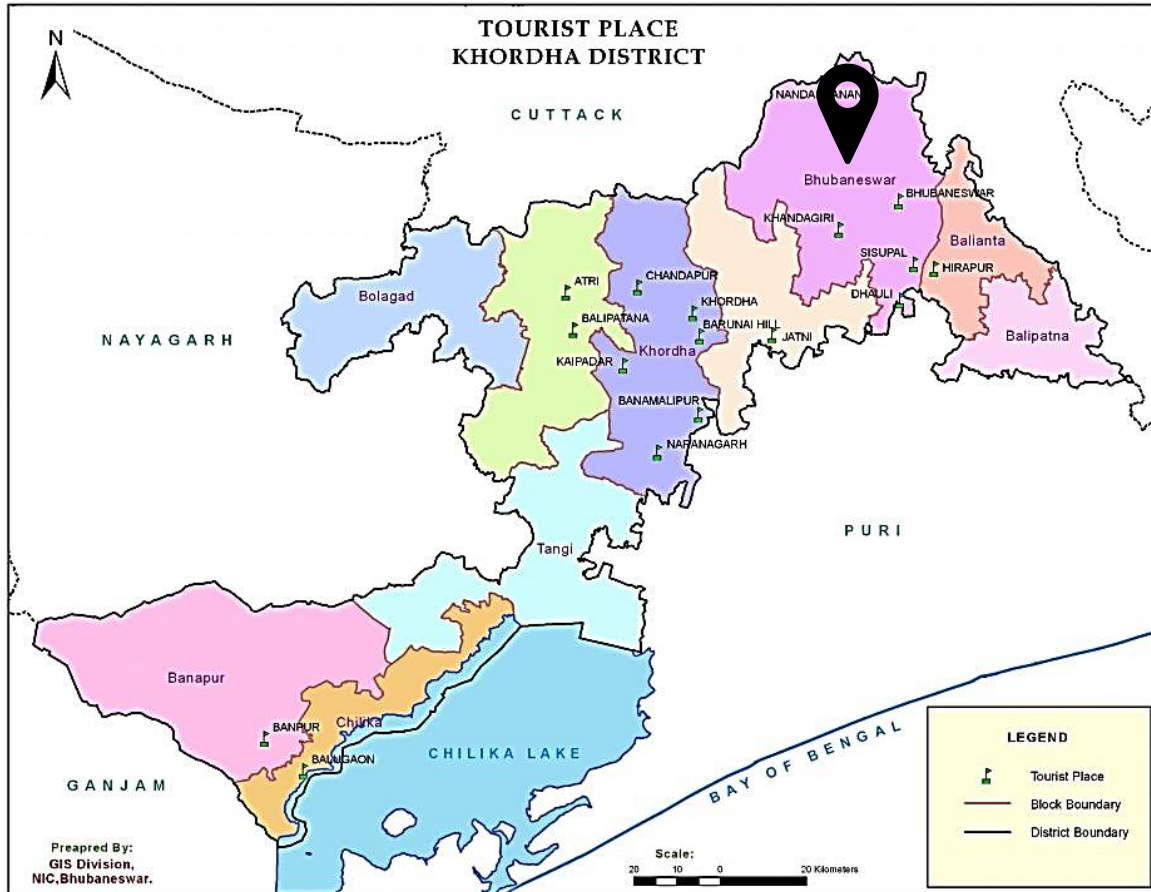 TOURIST PLACE
KHORDHA DISTRICT
N
CUTTACK
Bhubaneswar
BHUBANESWAR
KHANDAGIRI
Balianta
SISUPAL
HIRAPUR
ATRI
CHANDAPUR
Bolagad
KHORDHA
DHAULI
BALIPATANA
BARUNAI HILL
JATNI
Balipatna
NAYAGARH
Khordha
KAIPADAR
BANAMALIPUR
NARANAGARH
PURI
Tangi
Banapur
BANPUR
Chilika
BALUGAON
CHILIKA LAKE
BAY OF BENGAL
GANJAM
LEGEND
Tourist Place
Block Boundary
District Boundary
Preapred By:
GIS Division,
NIC,Bhubaneswar.
Scale:
20 10 0 20 Kilometers